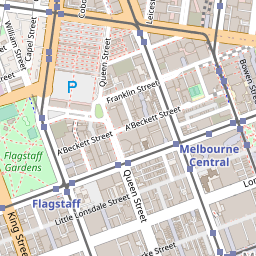 William Street
Capel Street
Queen Street
Franklin Street
P
A'Beckett Street
A'Beckett Street
Bowen Street
Flagstaff
Gardens
Melbourne
Central
Flagstaff
King Street
Little Lonsdale Street
Queen Street